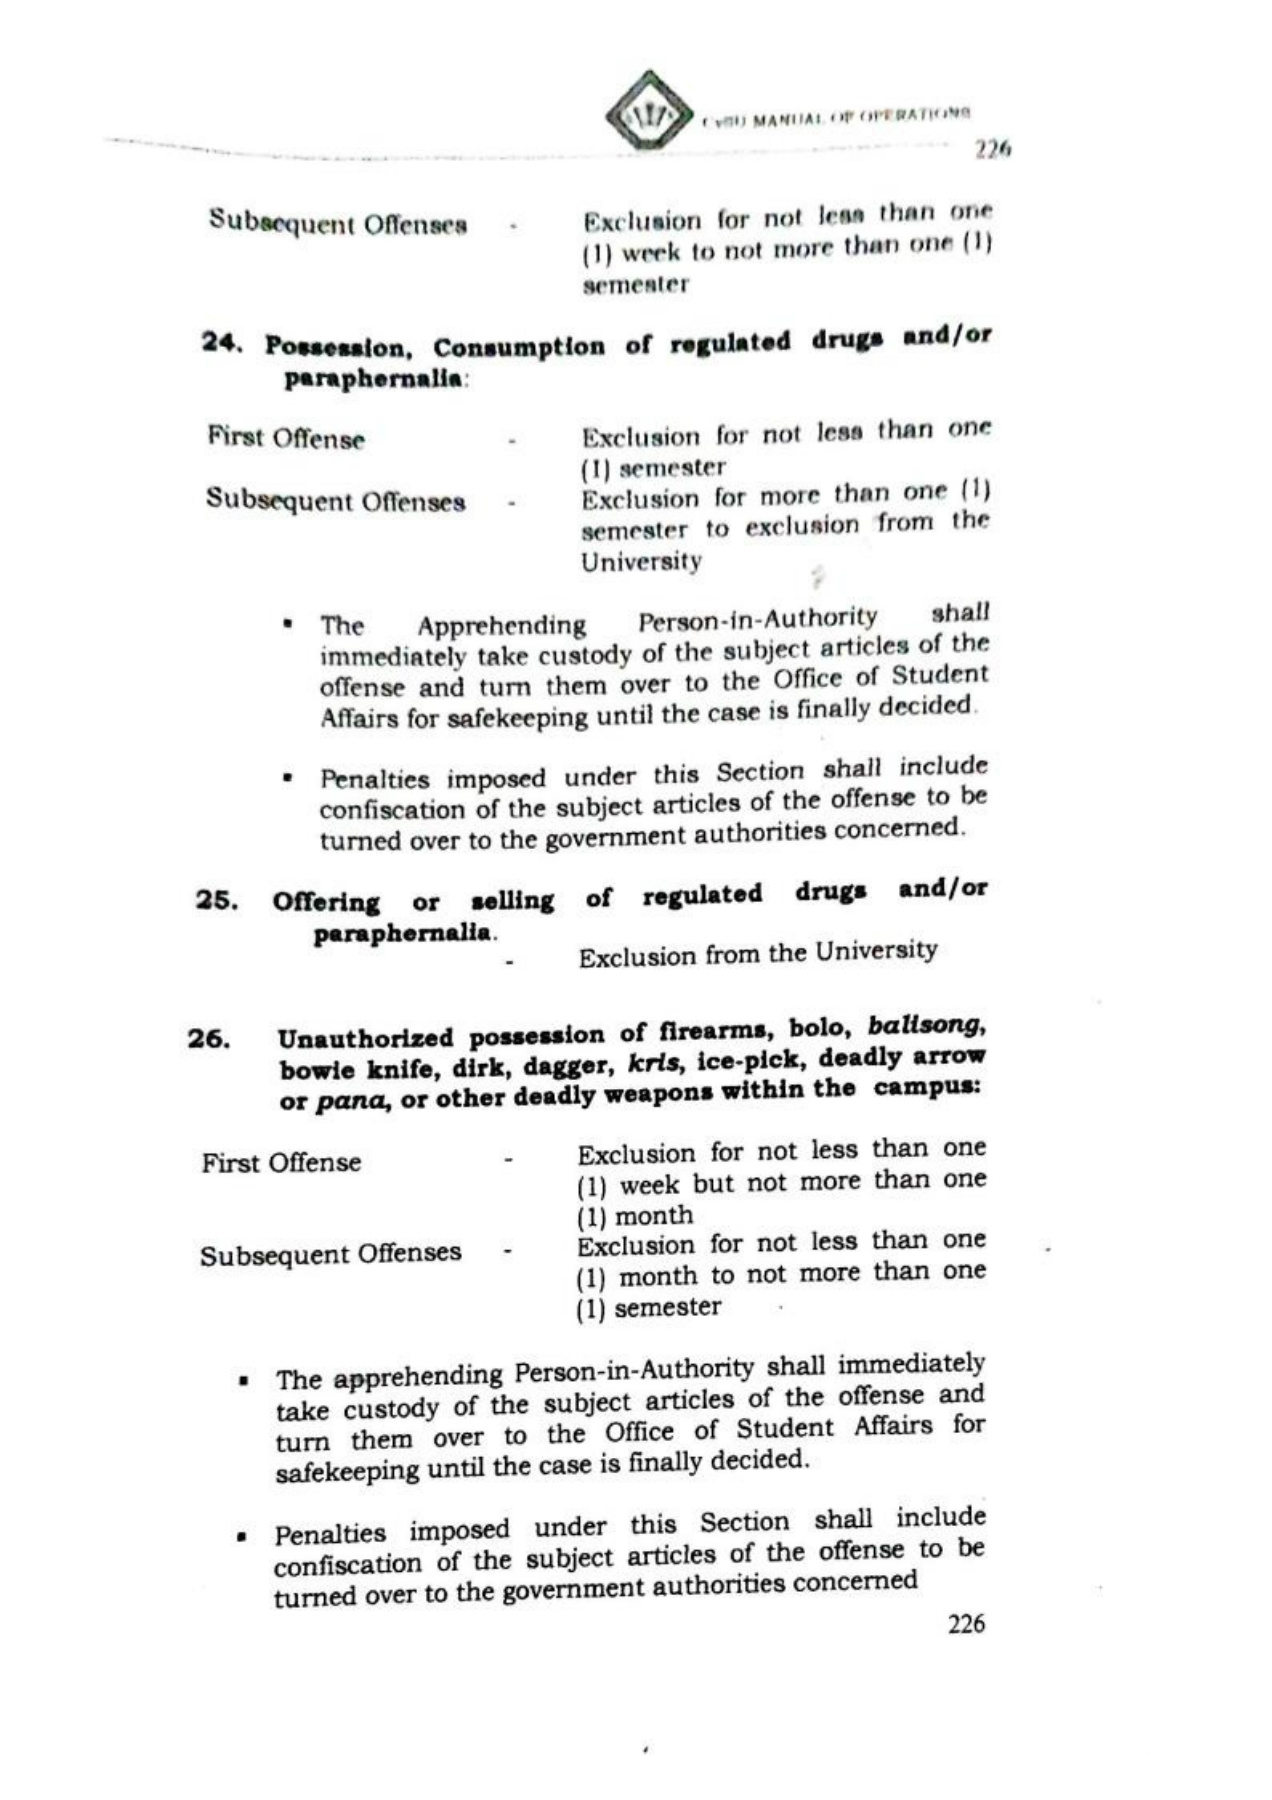 CvSU MANUAL OF OPERATIONS
226
Subsequent Offenses - Exclusion for not less than one
(1) week to not more than one (1)
semester
24. Possession, Consumption of regulated drugs and/or
paraphernalia:
First Offense - Exclusion for not less than one
(1) semester
Subsequent Offenses - Exclusion for more than one (1)
semester to exclusion from the
University
▪ The Apprehending Person-in-Authority shall
immediately take custody of the subject articles of the
offense and turn them over to the Office of Student
Affairs for safekeeping until the case is finally decided.
▪ Penalties imposed under this Section shall include
confiscation of the subject articles of the offense to be
turned over to the government authorities concerned.
25. Offering or selling of regulated drugs and/or
paraphernalia.
- Exclusion from the University
26. Unauthorized possession of firearms, bolo, balisong,
bowie knife, dirk, dagger, kris, ice-pick, deadly arrow
or pana, or other deadly weapons within the campus:
First Offense - Exclusion for not less than one
(1) week but not more than one
(1) month
Subsequent Offenses - Exclusion for not less than one
(1) month to not more than one
(1) semester
▪ The apprehending Person-in-Authority shall immediately
take custody of the subject articles of the offense and
turn them over to the Office of Student Affairs for
safekeeping until the case is finally decided.
▪ Penalties imposed under this Section shall include
confiscation of the subject articles of the offense to be
turned over to the government authorities concerned
226